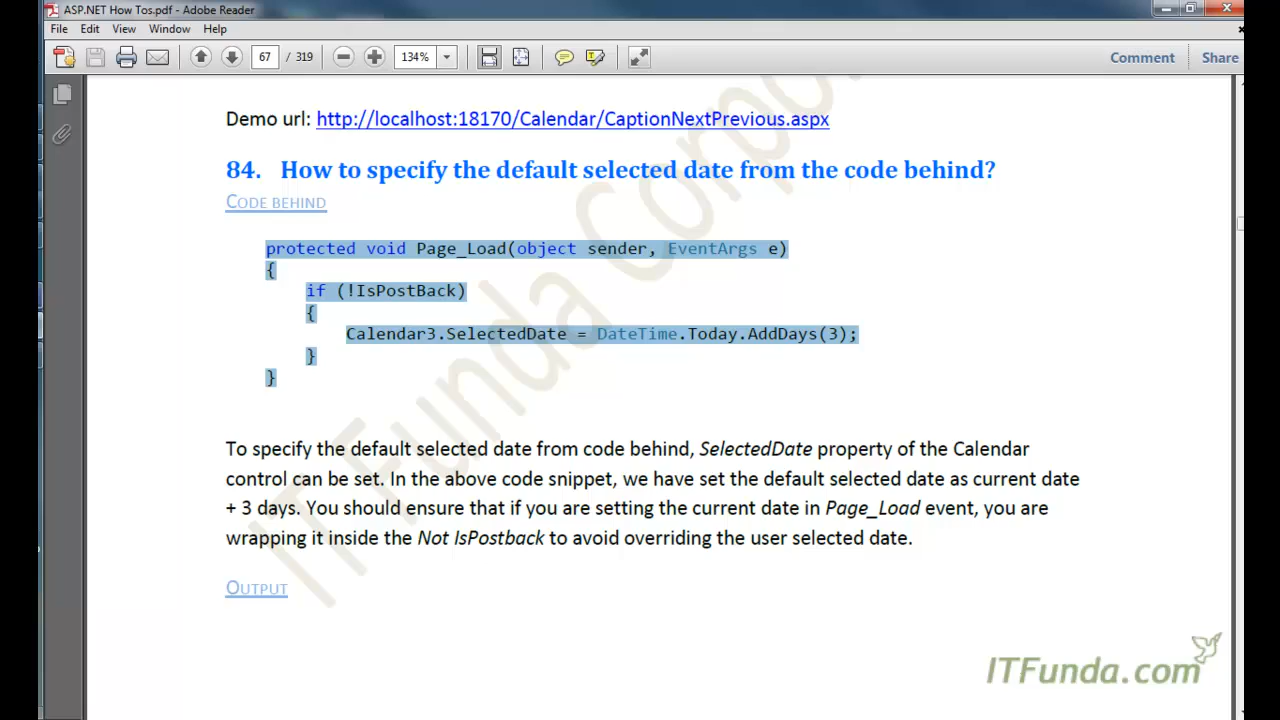 ASP.NET How Tos.pdf - Adobe Reader
File Edit View Window Help
67 / 319 134% Comment Share
Demo url: http://localhost:18170/Calendar/CaptionNextPrevious.aspx
84. How to specify the default selected date from the code behind?
CODE BEHIND
protected void Page_Load(object sender, EventArgs e)
{
if (!IsPostBack)
{
Calendar3.SelectedDate = DateTime.Today.AddDays(3);
}
}
To specify the default selected date from code behind, SelectedDate property of the Calendar
control can be set. In the above code snippet, we have set the default selected date as current date
+ 3 days. You should ensure that if you are setting the current date in Page_Load event, you are
wrapping it inside the Not IsPostback to avoid overriding the user selected date.
OUTPUT
IT Funda Corpo
ITFunda.com